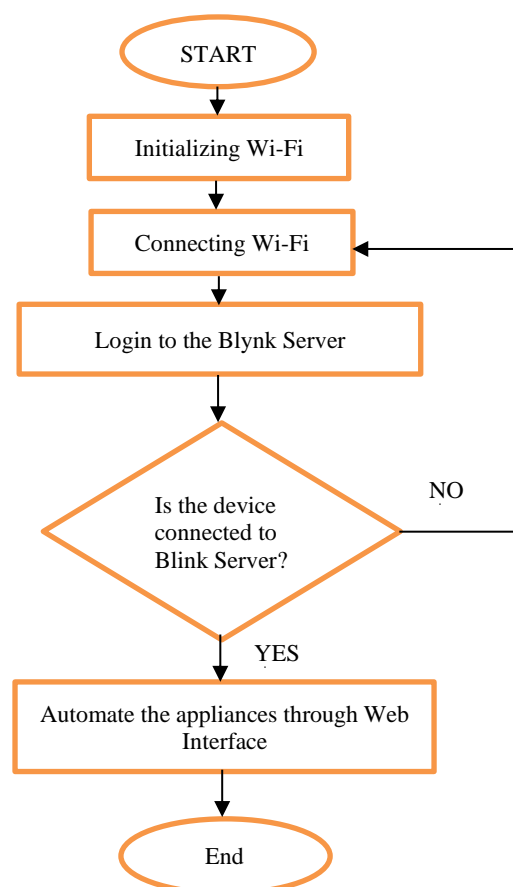 START
Initializing Wi-Fi
Connecting Wi-Fi
Login to the Blynk Server
Is the device
connected to
Blink Server?
NO
YES
Automate the appliances through Web
Interface
End